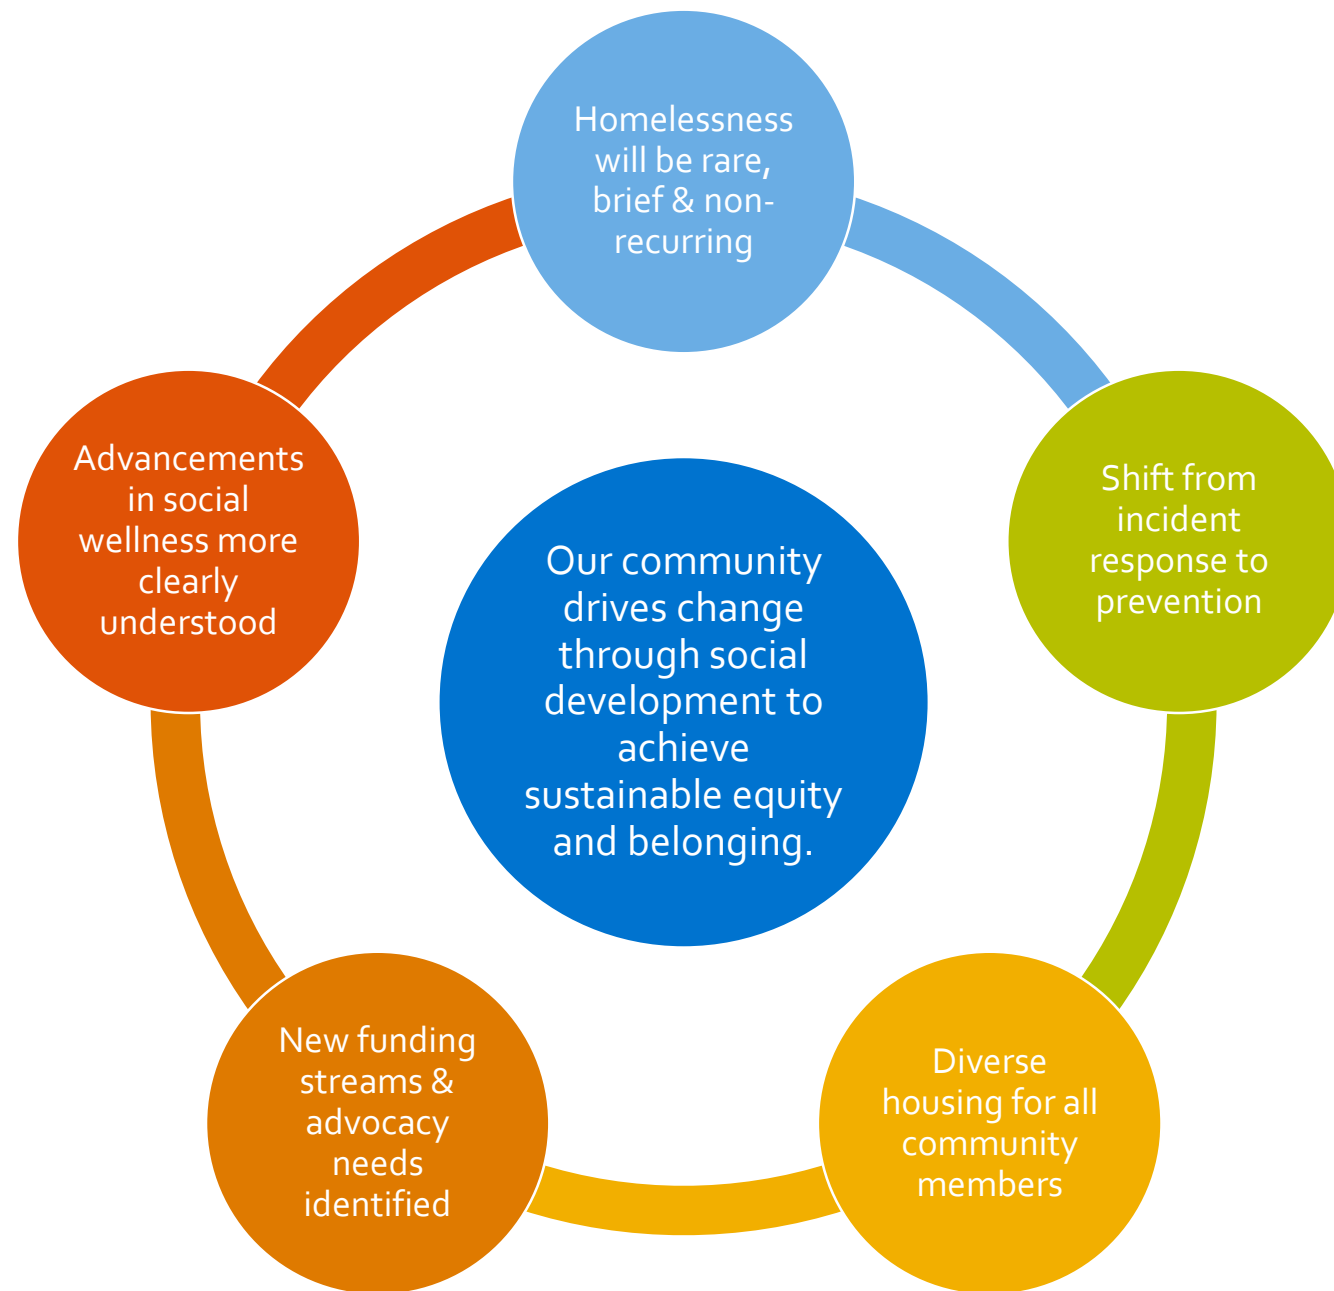 Homelessness
will be rare,
brief & non-
recurring
Shift from
incident
response to
prevention
Diverse
housing for all
community
members
New funding
streams &
advocacy
needs
identified
Advancements
in social
wellness more
clearly
understood
Our community
drives change
through social
development to
achieve
sustainable equity
and belonging.